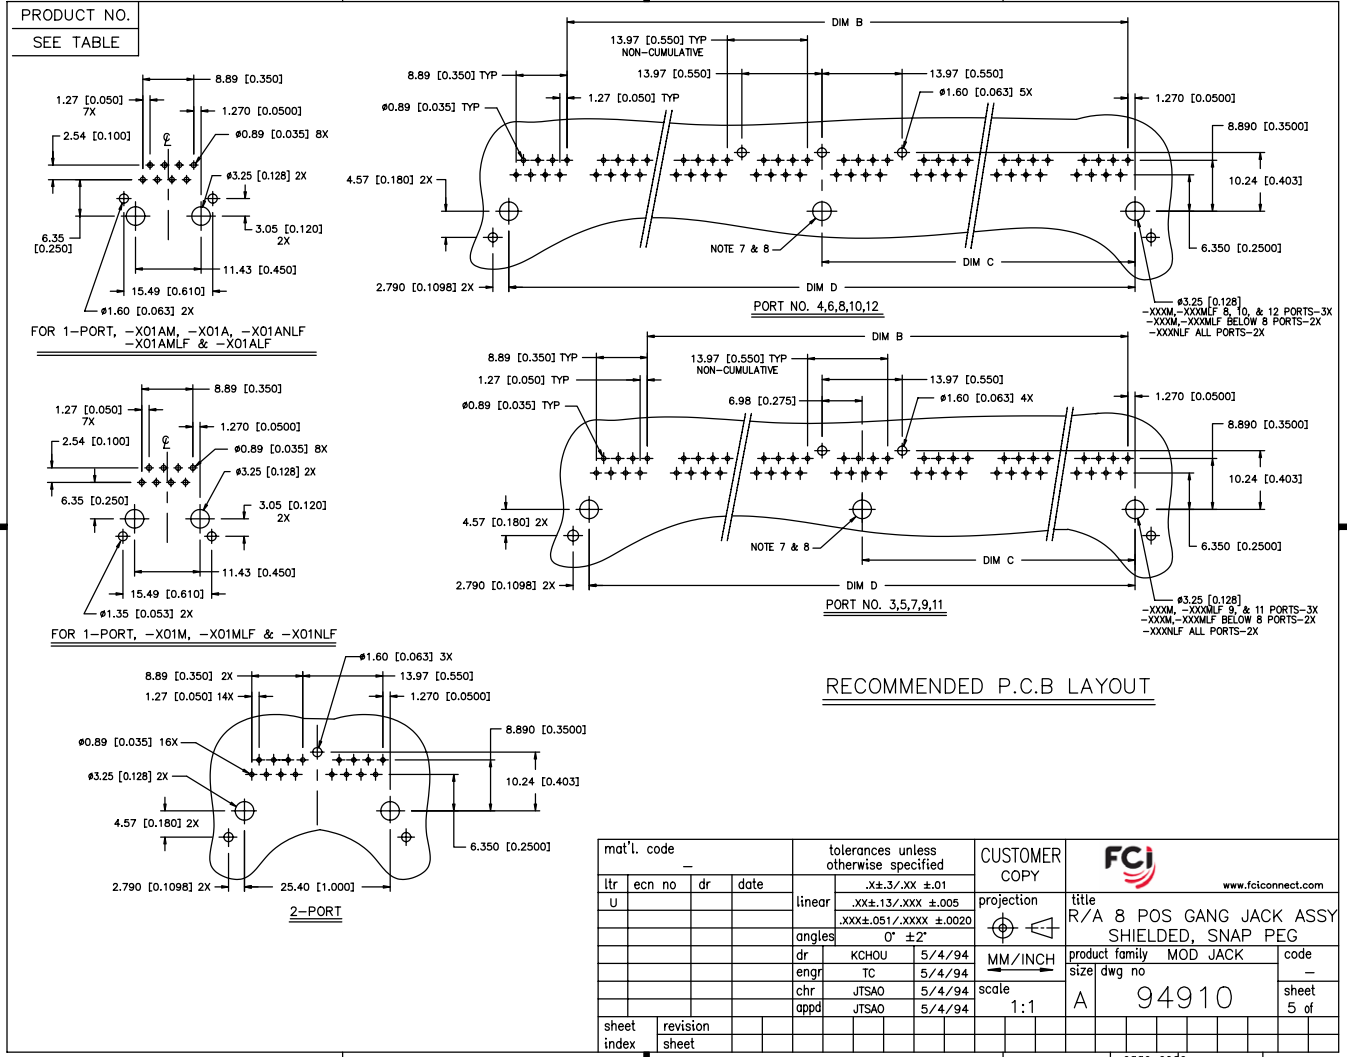 PRODUCT NO.
SEE TABLE
8.89 [0.350]
1.27 [0.050]
7X
1.270 [0.0500]
2.54 [0.100]
℄
ø0.89 [0.035] 8X
ø3.25 [0.128] 2X
6.35
[0.250]
3.05 [0.120]
2X
11.43 [0.450]
15.49 [0.610]
ø1.60 [0.063] 2X
FOR 1-PORT, -X01AM, -X01A, -X01ANLF
-X01AMLF & -X01ALF
DIM B
13.97 [0.550] TYP
NON-CUMULATIVE
8.89 [0.350] TYP
13.97 [0.550]
13.97 [0.550]
ø0.89 [0.035] TYP
1.27 [0.050] TYP
ø1.60 [0.063] 5X
1.270 [0.0500]
8.890 [0.3500]
4.57 [0.180] 2X
10.24 [0.403]
NOTE 7 & 8
6.350 [0.2500]
DIM C
2.790 [0.1098] 2X
DIM D
PORT NO. 4,6,8,10,12
ø3.25 [0.128]
-XXXM,-XXXMLF 8, 10, & 12 PORTS-3X
-XXXM,-XXXMLF BELOW 8 PORTS-2X
-XXXNLF ALL PORTS-2X
8.89 [0.350]
1.27 [0.050]
7X
1.270 [0.0500]
2.54 [0.100]
℄
ø0.89 [0.035] 8X
ø3.25 [0.128] 2X
6.35 [0.250]
3.05 [0.120]
2X
11.43 [0.450]
15.49 [0.610]
ø1.35 [0.053] 2X
FOR 1-PORT, -X01M, -X01MLF & -X01NLF
DIM B
8.89 [0.350] TYP
13.97 [0.550] TYP
NON-CUMULATIVE
1.27 [0.050] TYP
13.97 [0.550]
ø0.89 [0.035] TYP
6.98 [0.275]
ø1.60 [0.063] 4X
1.270 [0.0500]
8.890 [0.3500]
10.24 [0.403]
4.57 [0.180] 2X
NOTE 7 & 8
6.350 [0.2500]
DIM C
2.790 [0.1098] 2X
DIM D
PORT NO. 3,5,7,9,11
ø3.25 [0.128]
-XXXM, -XXXMLF 9, & 11 PORTS-3X
-XXXM,-XXXMLF BELOW 8 PORTS-2X
-XXXNLF ALL PORTS-2X
RECOMMENDED P.C.B LAYOUT
ø1.60 [0.063] 3X
8.89 [0.350] 2X
13.97 [0.550]
1.27 [0.050] 14X
1.270 [0.0500]
8.890 [0.3500]
ø0.89 [0.035] 16X
ø3.25 [0.128] 2X
10.24 [0.403]
4.57 [0.180] 2X
6.350 [0.2500]
2.790 [0.1098] 2X
25.40 [1.000]
2-PORT
mat'l. code
-
ltr ecn no dr date
U
sheet index
revision
sheet
tolerances unless
otherwise specified
linear
.X±.3/.XX ±.01
.XX±.13/.XXX ±.005
.XXX±.051/.XXXX ±.0020
angles 0° ±2°
dr KCHOU 5/4/94
engr TC 5/4/94
chr JTSAO 5/4/94
appd JTSAO 5/4/94
CUSTOMER
COPY
projection
MM/INCH
scale
1:1
FCi
www.fciconnect.com
title
R/A 8 POS GANG JACK ASSY
SHIELDED, SNAP PEG
product family MOD JACK
code
-
size
A
dwg no
94910
sheet
5 of